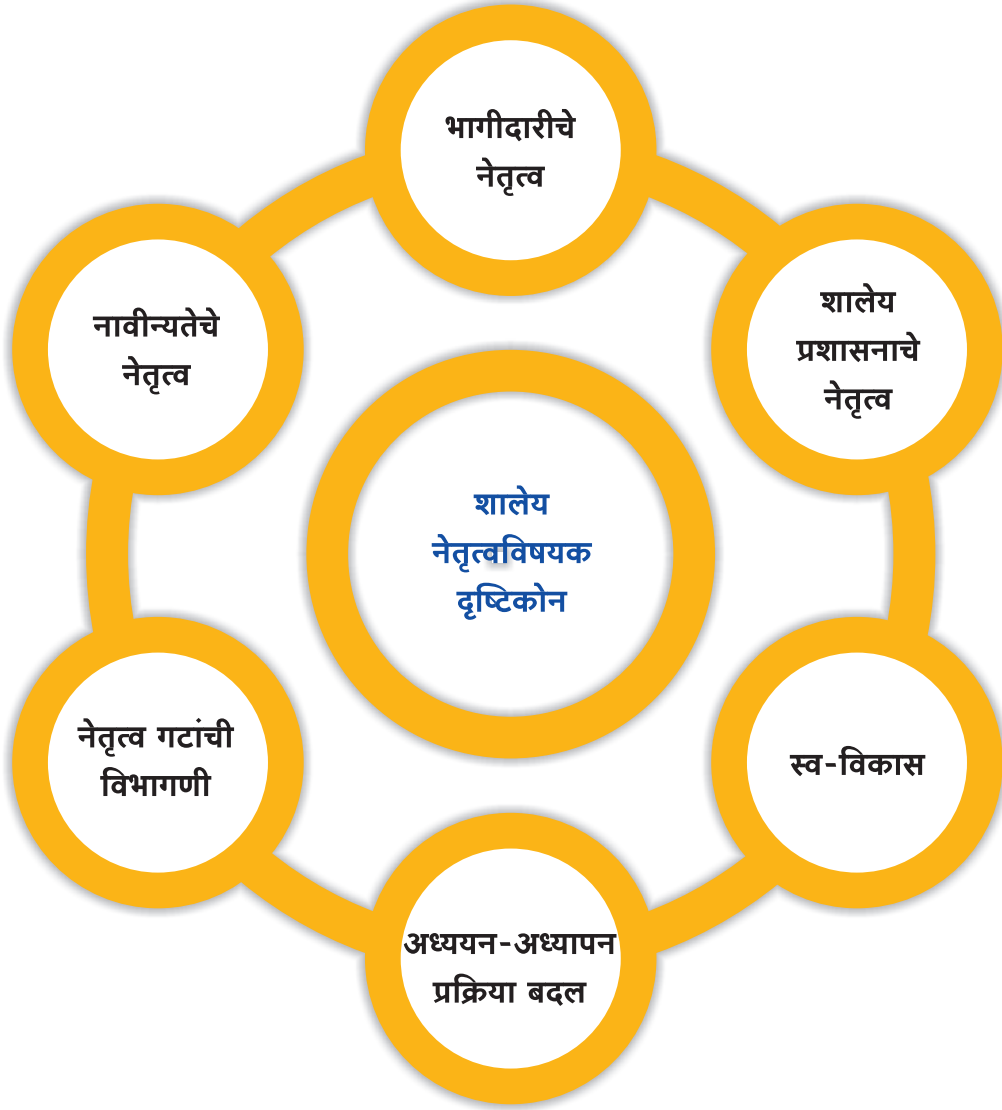 भागीदारीचे
नेतृत्व
शालेय
प्रशासनाचे
नेतृत्व
स्व-विकास
अध्ययन-अध्यापन
प्रक्रिया बदल
नेतृत्व गटांची
विभागणी
नावीन्यतेचे
नेतृत्व
शालेय
नेतृत्वविषयक
दृष्टिकोन